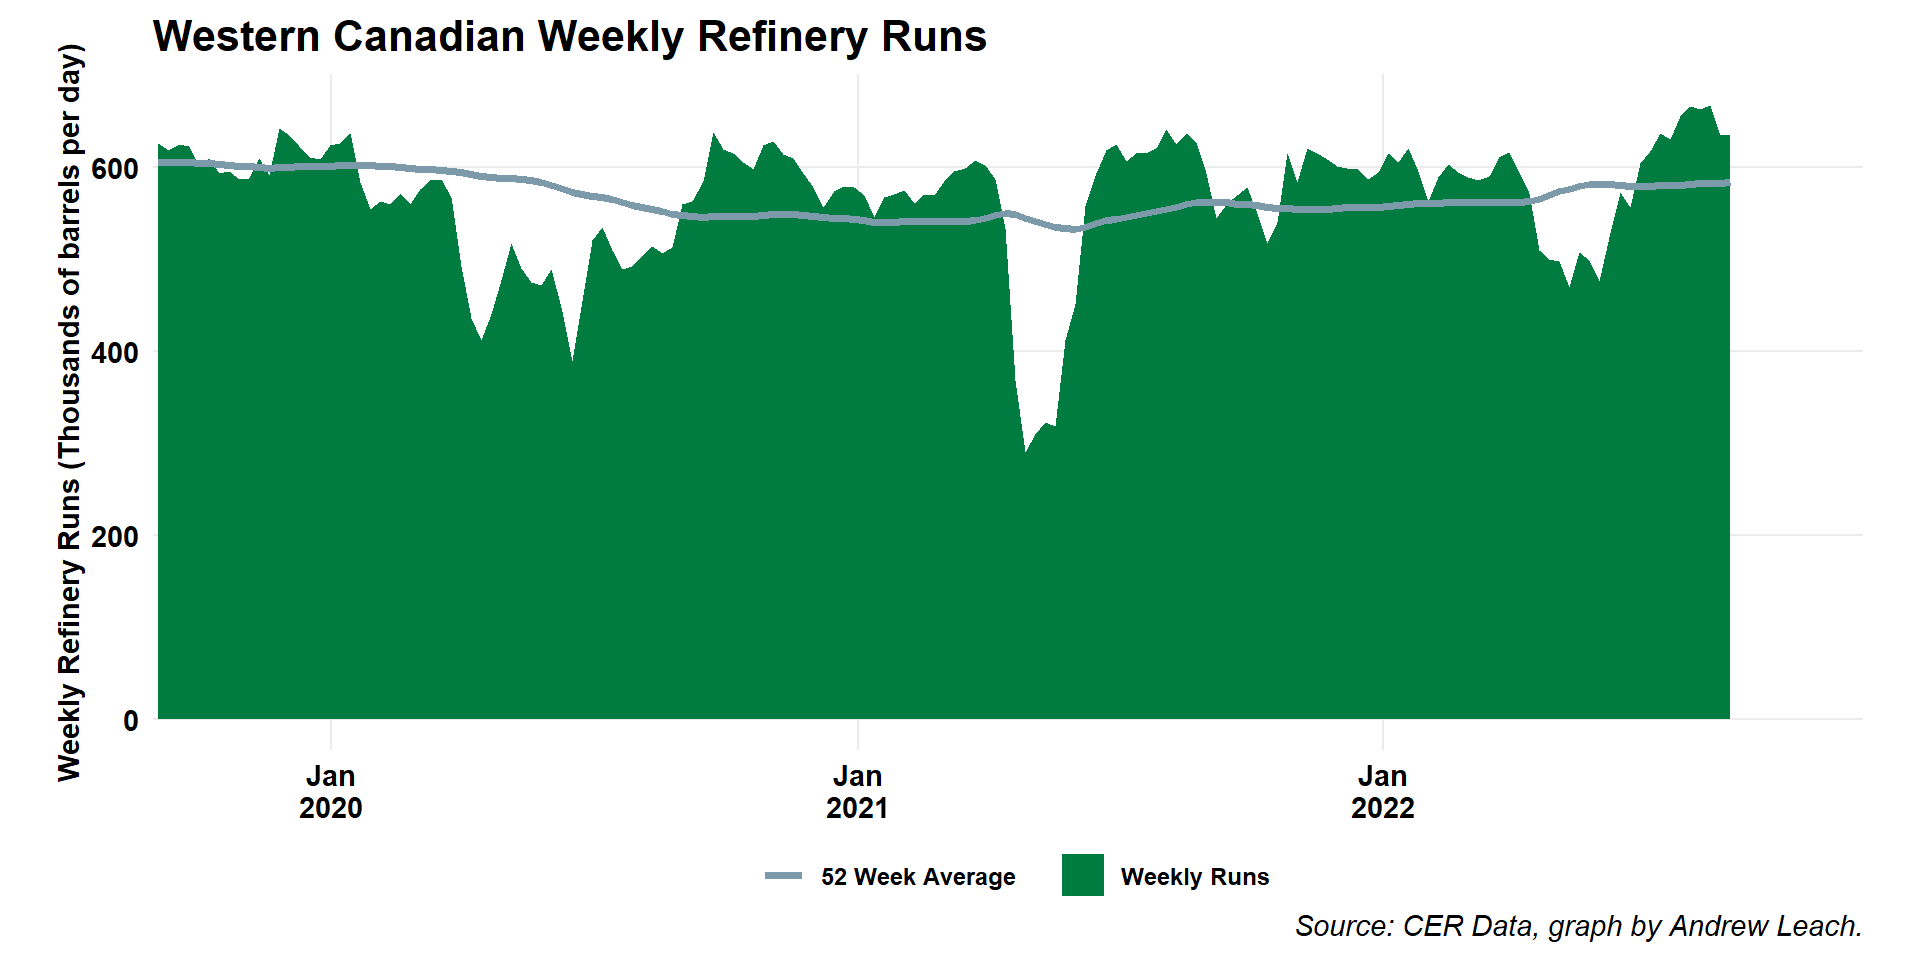 Western Canadian Weekly Refinery Runs
Weekly Refinery Runs (Thousands of barrels per day)
600
400
200
0
Jan
2020
Jan
2021
Jan
2022
52 Week Average
Weekly Runs
Source: CER Data, graph by Andrew Leach.